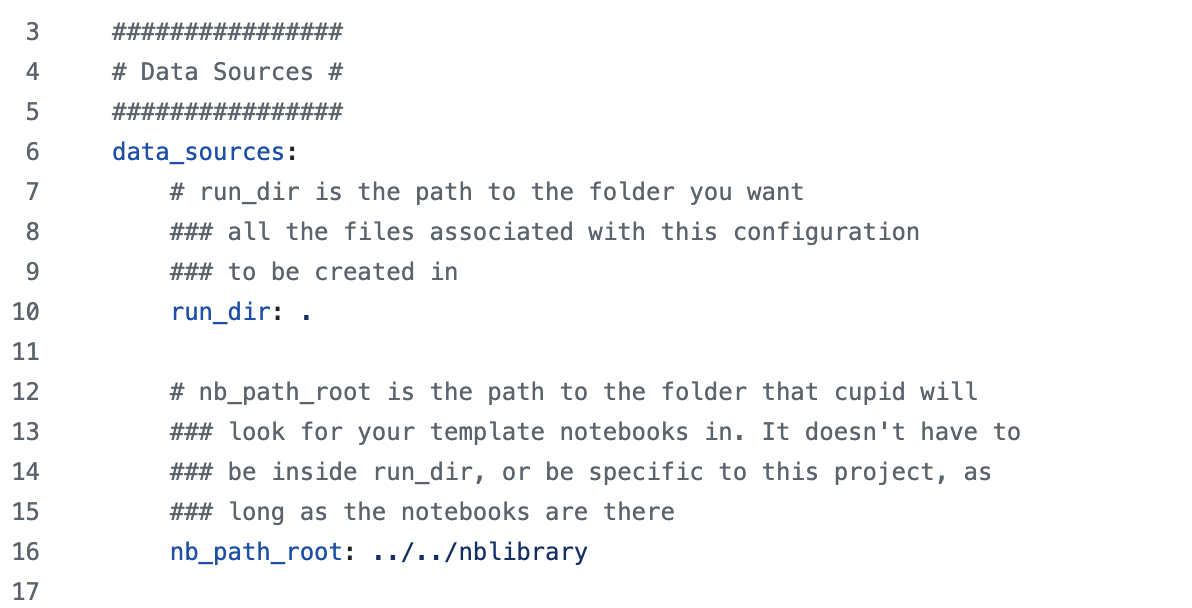 3 ################
4 # Data Sources #
5 ################
6 data_sources:
7 # run_dir is the path to the folder you want
8 ### all the files associated with this configuration
9 ### to be created in
10 run_dir: .
11
12 # nb_path_root is the path to the folder that cupid will
13 ### look for your template notebooks in. It doesn't have to
14 ### be inside run_dir, or be specific to this project, as
15 ### long as the notebooks are there
16 nb_path_root: ../../nblibrary
17